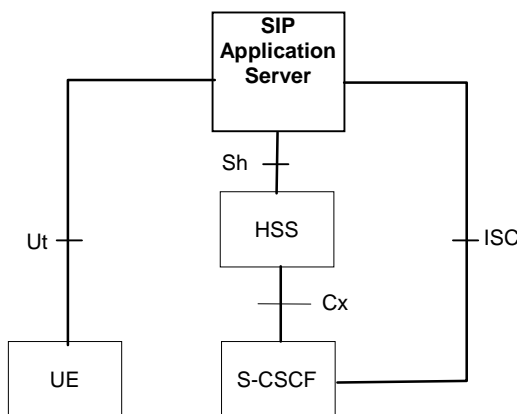 SIP
Application
Server
Sh
HSS
Ut
ISC
Cx
UE
S-CSCF